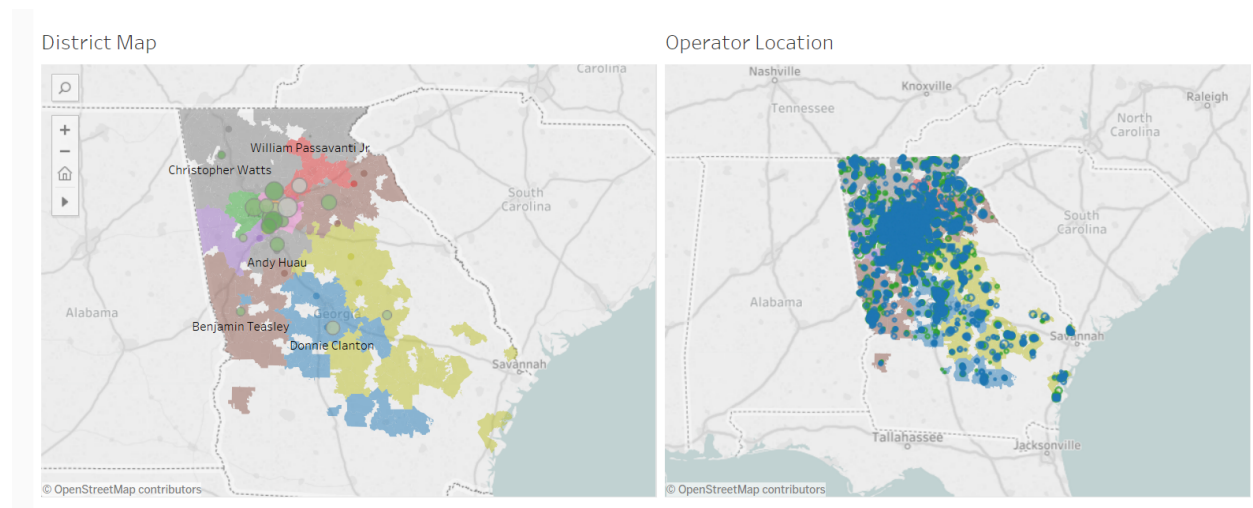 District Map
Operator Location
Carolina
William Passavanti Jr
Christopher Watts
South
Carolina
Andy Huau
Alabama
Georgia
Benjamin Teasley
Donnie Clanton
Savannah
© OpenStreetMap contributors
Nashville
Knoxville
Raleigh
Tennessee
North
Carolina
South
Carolina
Alabama
Savannah
Tallahassee
Jacksonville
© OpenStreetMap contributors